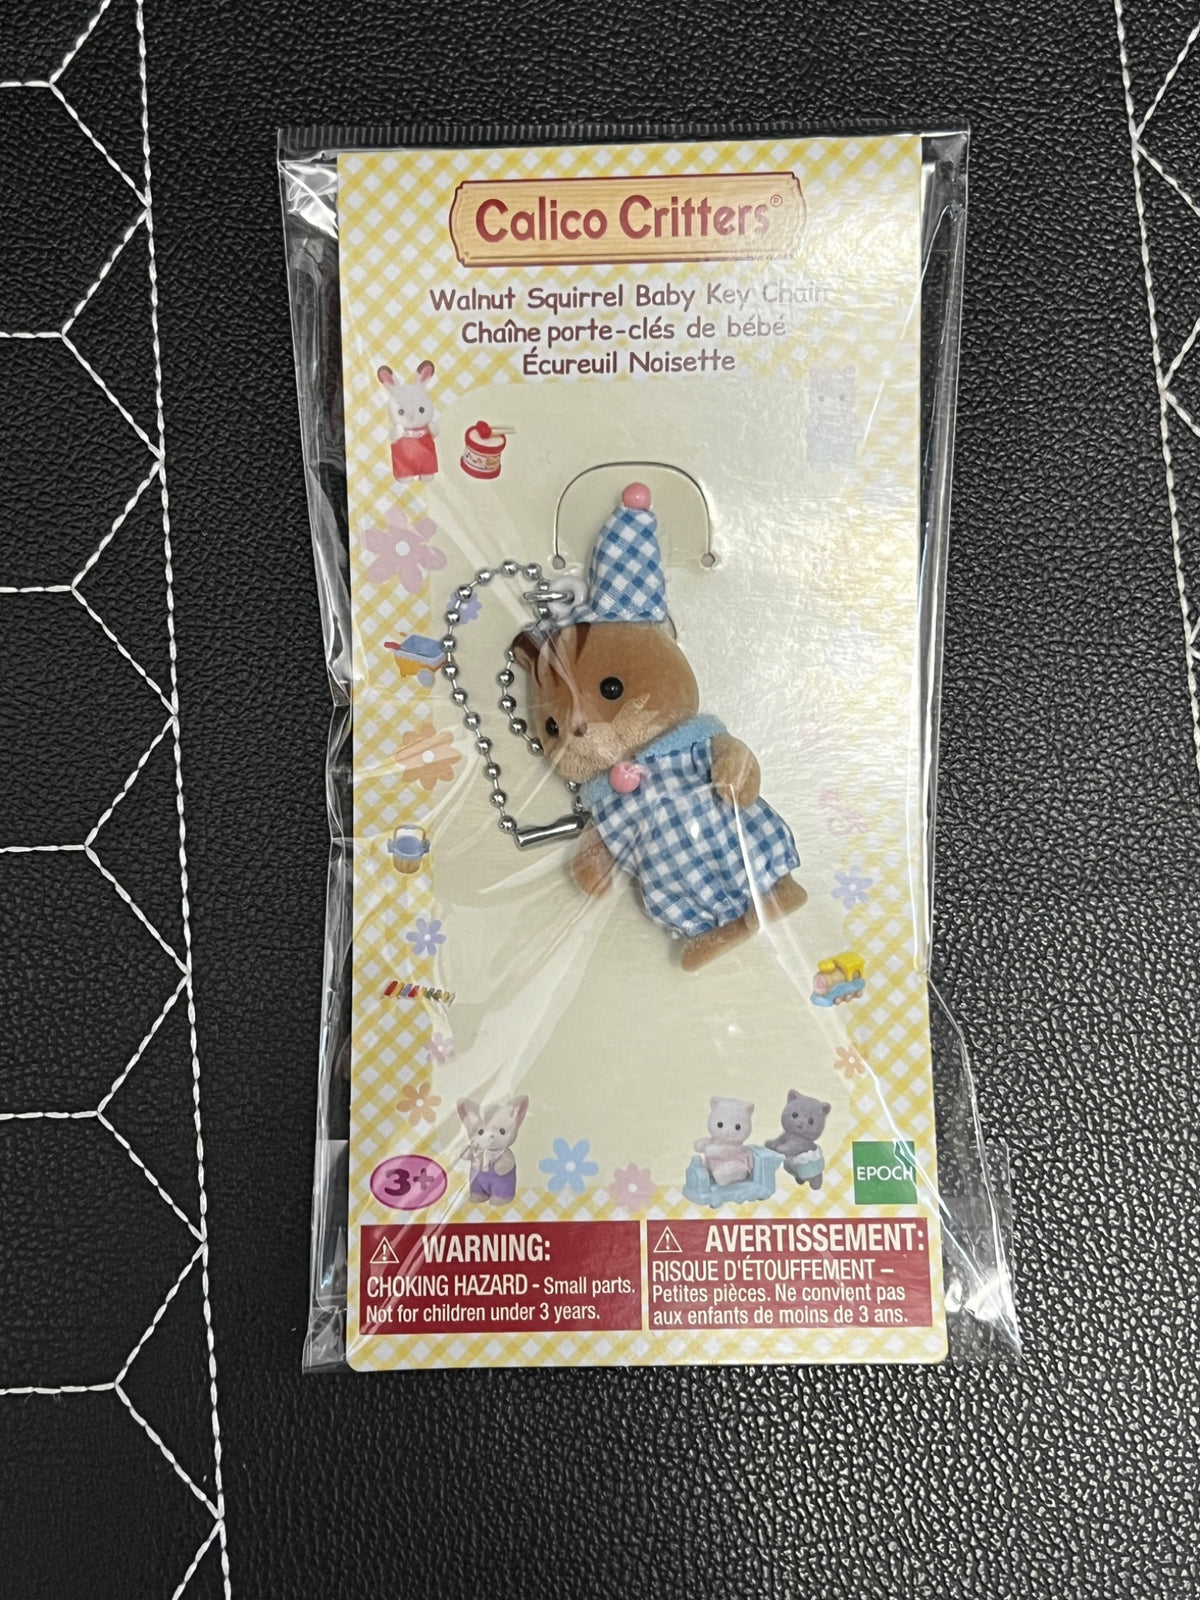 Calico Critters®
Walnut Squirrel Baby Key Chain
Chaîne porte-clés de bébé
Écureuil Noisette
3+
EPOCH
WARNING:
CHOKING HAZARD - Small parts.
Not for children under 3 years.
AVERTISSEMENT:
RISQUE D'ÉTOUFFEMENT –
Petites pièces. Ne convient pas
aux enfants de moins de 3 ans.